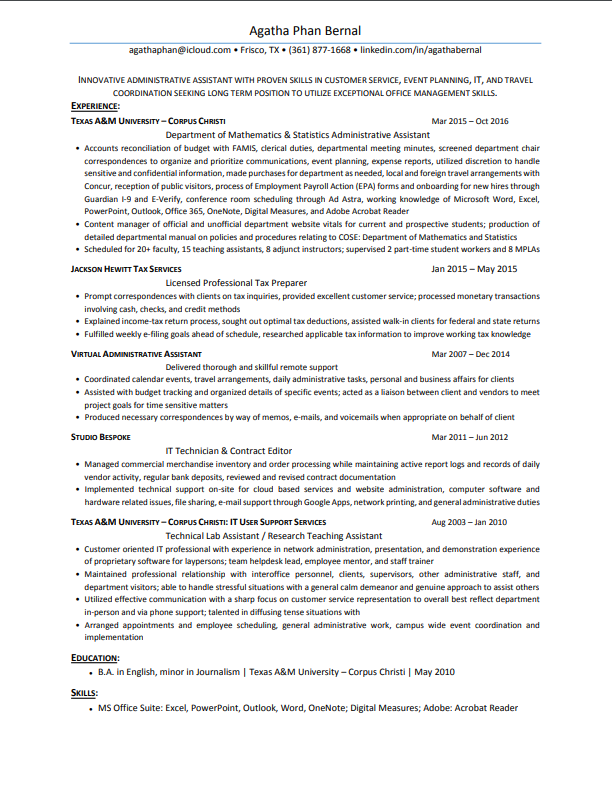 Agatha Phan Bernal
agathaphan@icloud.com • Frisco, TX • (361) 877-1668 • linkedin.com/in/agathabernal
INNOVATIVE ADMINISTRATIVE ASSISTANT WITH PROVEN SKILLS IN CUSTOMER SERVICE, EVENT PLANNING, IT, AND TRAVEL
COORDINATION SEEKING LONG TERM POSITION TO UTILIZE EXCEPTIONAL OFFICE MANAGEMENT SKILLS.
EXPERIENCE:
TEXAS A&M UNIVERSITY – CORPUS CHRISTI Mar 2015 – Oct 2016
Department of Mathematics & Statistics Administrative Assistant
• Accounts reconciliation of budget with FAMIS, clerical duties, departmental meeting minutes, screened department chair
correspondences to organize and prioritize communications, event planning, expense reports, utilized discretion to handle
sensitive and confidential information, made purchases for department as needed, local and foreign travel arrangements with
Concur, reception of public visitors, process of Employment Payroll Action (EPA) forms and onboarding for new hires through
Guardian I-9 and E-Verify, conference room scheduling through Ad Astra, working knowledge of Microsoft Word, Excel,
PowerPoint, Outlook, Office 365, OneNote, Digital Measures, and Adobe Acrobat Reader
• Content manager of official and unofficial department website vitals for current and prospective students; production of
detailed departmental manual on policies and procedures relating to COSE: Department of Mathematics and Statistics
• Scheduled for 20+ faculty, 15 teaching assistants, 8 adjunct instructors; supervised 2 part-time student workers and 8 MPLAs
JACKSON HEWITT TAX SERVICES Jan 2015 – May 2015
Licensed Professional Tax Preparer
• Prompt correspondences with clients on tax inquiries, provided excellent customer service; processed monetary transactions
involving cash, checks, and credit methods
• Explained income-tax return process, sought out optimal tax deductions, assisted walk-in clients for federal and state returns
• Fulfilled weekly e-filing goals ahead of schedule, researched applicable tax information to improve working tax knowledge
VIRTUAL ADMINISTRATIVE ASSISTANT Mar 2007 – Dec 2014
Delivered thorough and skillful remote support
• Coordinated calendar events, travel arrangements, daily administrative tasks, personal and business affairs for clients
• Assisted with budget tracking and organized details of specific events; acted as a liaison between client and vendors to meet
project goals for time sensitive matters
• Produced necessary correspondences by way of memos, e-mails, and voicemails when appropriate on behalf of client
STUDIO BESPOKE Mar 2011 – Jun 2012
IT Technician & Contract Editor
• Managed commercial merchandise inventory and order processing while maintaining active report logs and records of daily
vendor activity, regular bank deposits, reviewed and revised contract documentation
• Implemented technical support on-site for cloud based services and website administration, computer software and
hardware related issues, file sharing, e-mail support through Google Apps, network printing, and general administrative duties
TEXAS A&M UNIVERSITY – CORPUS CHRISTI: IT USER SUPPORT SERVICES Aug 2003 – Jan 2010
Technical Lab Assistant / Research Teaching Assistant
• Customer oriented IT professional with experience in network administration, presentation, and demonstration experience
of proprietary software for laypersons; team helpdesk lead, employee mentor, and staff trainer
• Maintained professional relationship with interoffice personnel, clients, supervisors, other administrative staff, and
department visitors; able to handle stressful situations with a general calm demeanor and genuine approach to assist others
• Utilized effective communication with a sharp focus on customer service representation to overall best reflect department
in-person and via phone support; talented in diffusing tense situations with
• Arranged appointments and employee scheduling, general administrative work, campus wide event coordination and
implementation
EDUCATION:
• B.A. in English, minor in Journalism | Texas A&M University – Corpus Christi | May 2010
SKILLS:
• MS Office Suite: Excel, PowerPoint, Outlook, Word, OneNote; Digital Measures; Adobe: Acrobat Reader